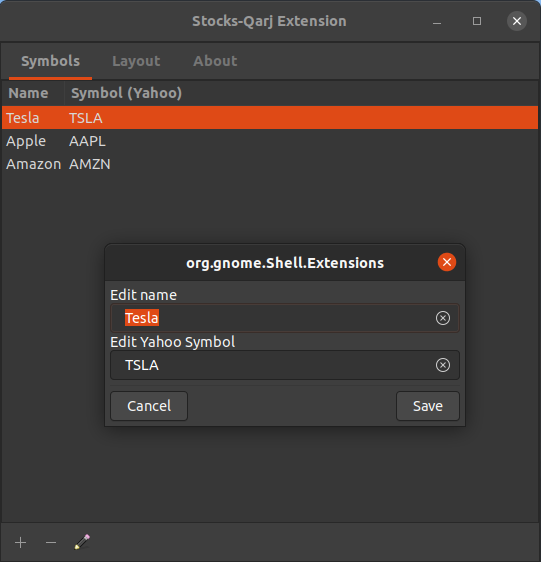 Stocks-Qarj Extension
Symbols Layout About
Name Symbol (Yahoo)
Tesla TSLA
Apple AAPL
Amazon AMZN
org.gnome.Shell.Extensions
Edit name
Tesla
Edit Yahoo Symbol
TSLA
Cancel Save